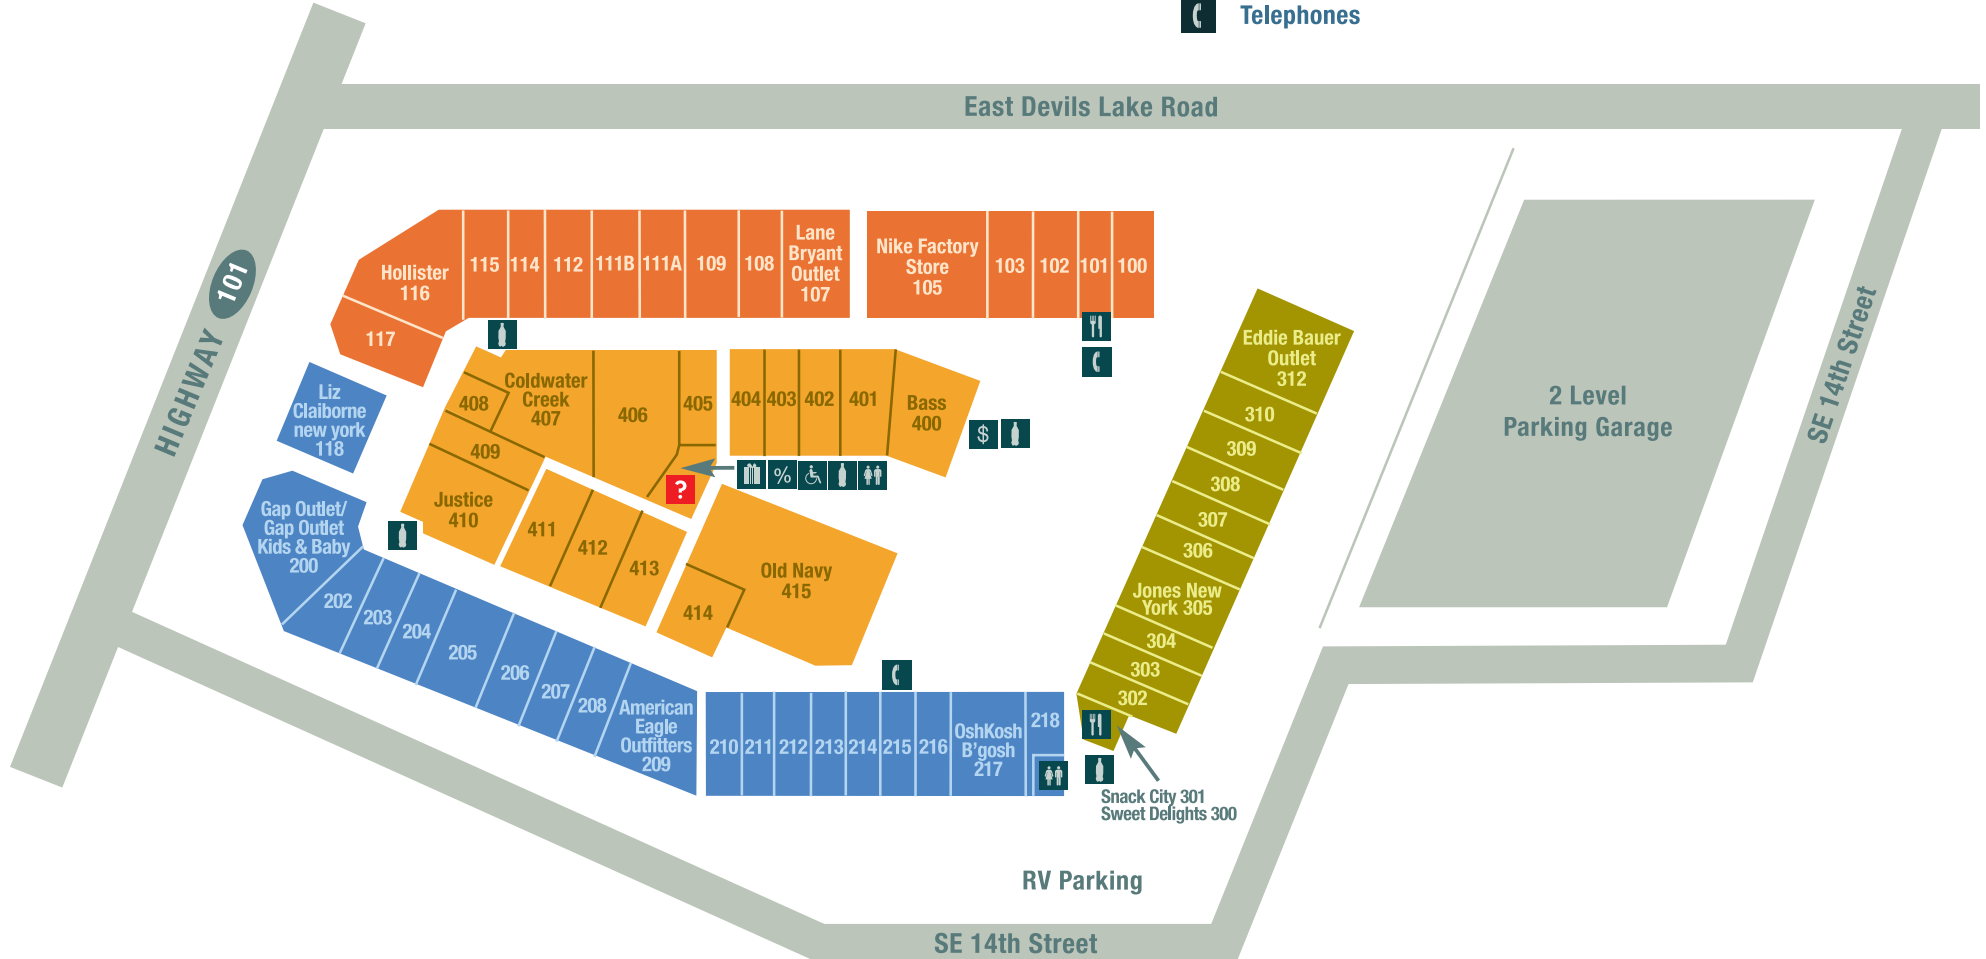 Telephones
East Devils Lake Road
HIGHWAY 101
SE 14th Street
2 Level
Parking Garage
Hollister
116
115
114
112
111B
111A
109
108
Lane
Bryant
Outlet
107
Nike Factory
Store
105
103
102
101
100
117
Liz
Claiborne
new york
118
Coldwater
Creek
407
408
409
406
405
404
403
402
401
Bass
400
$
%
?
Justice
410
411
412
413
414
Old Navy
415
Eddie Bauer
Outlet
312
310
309
308
307
306
Jones New
York 305
304
303
302
Gap Outlet/
Gap Outlet
Kids & Baby
200
202
203
204
205
206
207
208
American
Eagle
Outfitters
209
210
211
212
213
214
215
216
OshKosh
B'gosh
217
218
Snack City 301
Sweet Delights 300
RV Parking
SE 14th Street